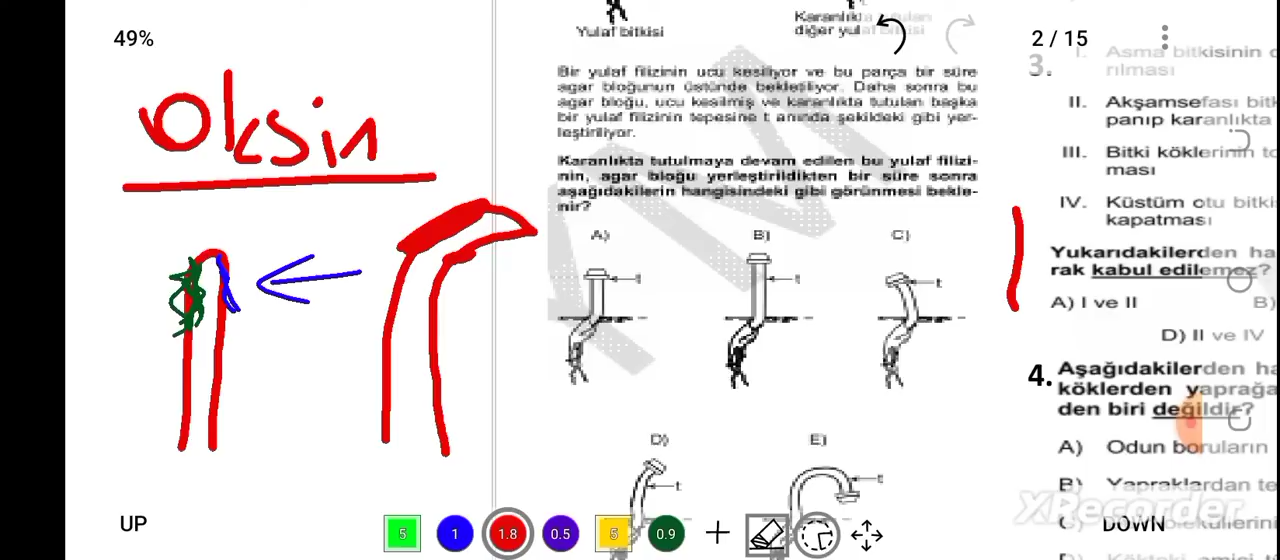 49%
Oksin
UP
Yulaf bitkisi
Karanlıkta tutulan
diğer yulaf bitkisi
Bir yulaf filizinin ucu kesiliyor ve bu parça bir süre
agar bloğunun üstünde bekletiliyor. Daha sonra bu
agar bloğu, ucu kesilmiş ve karanlıkta tutulan başka
bir yulaf filizinin tepesine t anında şekildeki gibi yer-
leştiriliyor.
Karanlıkta tutulmaya devam edilen bu yulaf filizi-
nin, agar bloğu yerleştirildikten bir süre sonra
aşağıdakilerin hangisindeki gibi görünmesi bekle-
nir?
A)
B)
C)
t
t
t
D)
E)
t
t
5
1
1.8
0.5
5
0.9
2 / 15
3.
I. Asma bitkisinin
rılması
II. Akşamsefası
panıp karanlıkta
III. Bitki köklerinin
ması
IV. Küstüm otu
kapatması
Yukarıdakilerden
rak kabul edilemez?
A) I ve II
B)
D) II ve IV
4. Aşağıdakilerden
köklerden
den biri değildir?
A) Odun boruların
B) Yapraklardan
C)
DOWN
D)
XRecorder